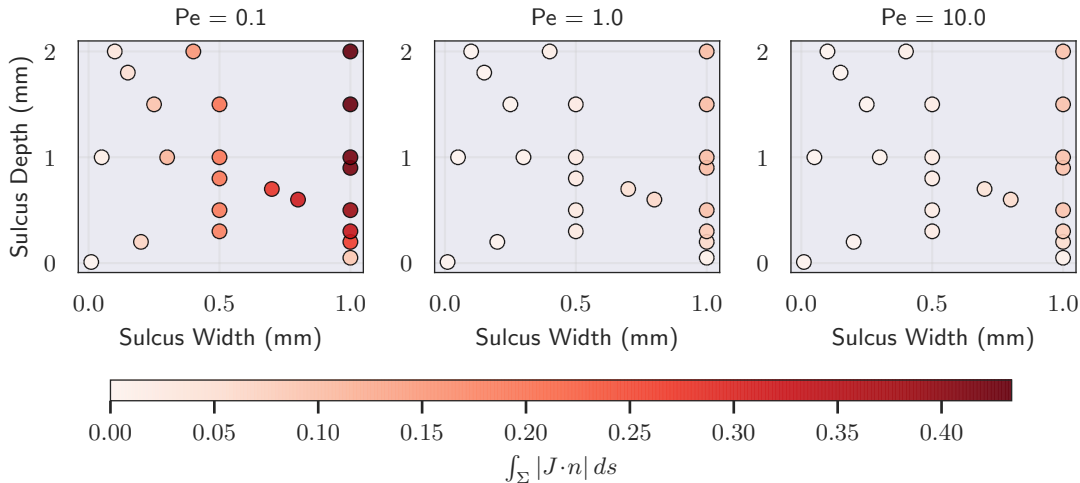 Pe = 0.1 Pe = 1.0 Pe = 10.0
Sulcus Depth (mm)
2
1
0
2
1
0
2
1
0
0.0 0.5 1.0 0.0 0.5 1.0 0.0 0.5 1.0
Sulcus Width (mm) Sulcus Width (mm) Sulcus Width (mm)
0.00 0.05 0.10 0.15 0.20 0.25 0.30 0.35 0.40
∫_Σ |J·n| ds